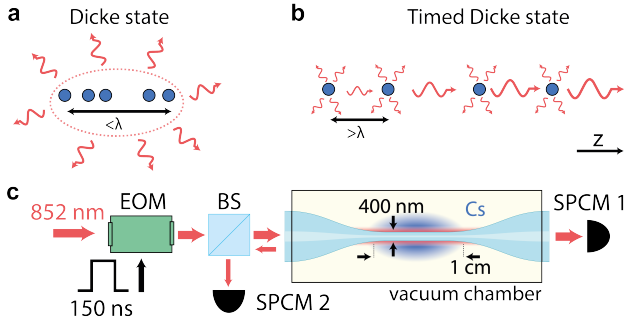 a
Dicke state
<λ
b
Timed Dicke state
>λ
z
c
852 nm
EOM
BS
150 ns
SPCM 2
400 nm
Cs
1 cm
vacuum chamber
SPCM 1